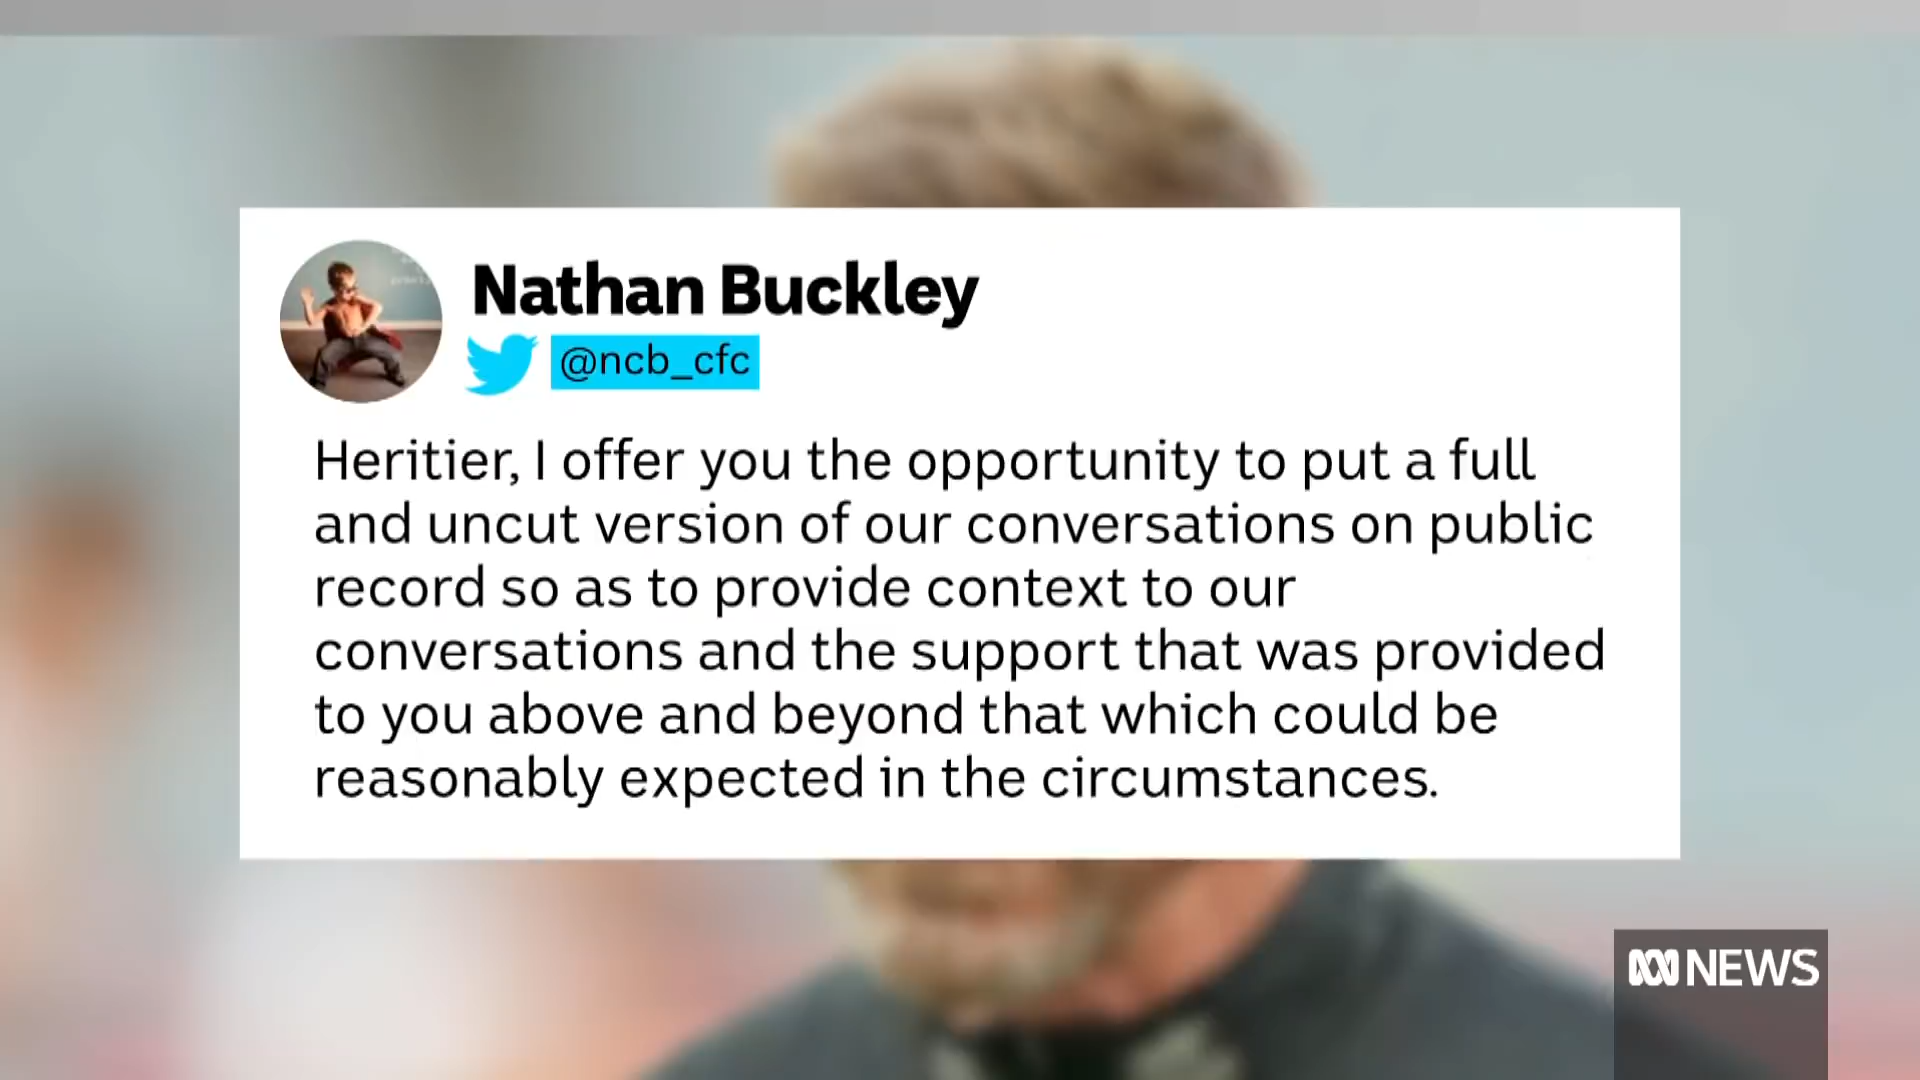 Nathan Buckley
@ncb_cfc
Heritier, I offer you the opportunity to put a full
and uncut version of our conversations on public
record so as to provide context to our
conversations and the support that was provided
to you above and beyond that which could be
reasonably expected in the circumstances.
NEWS